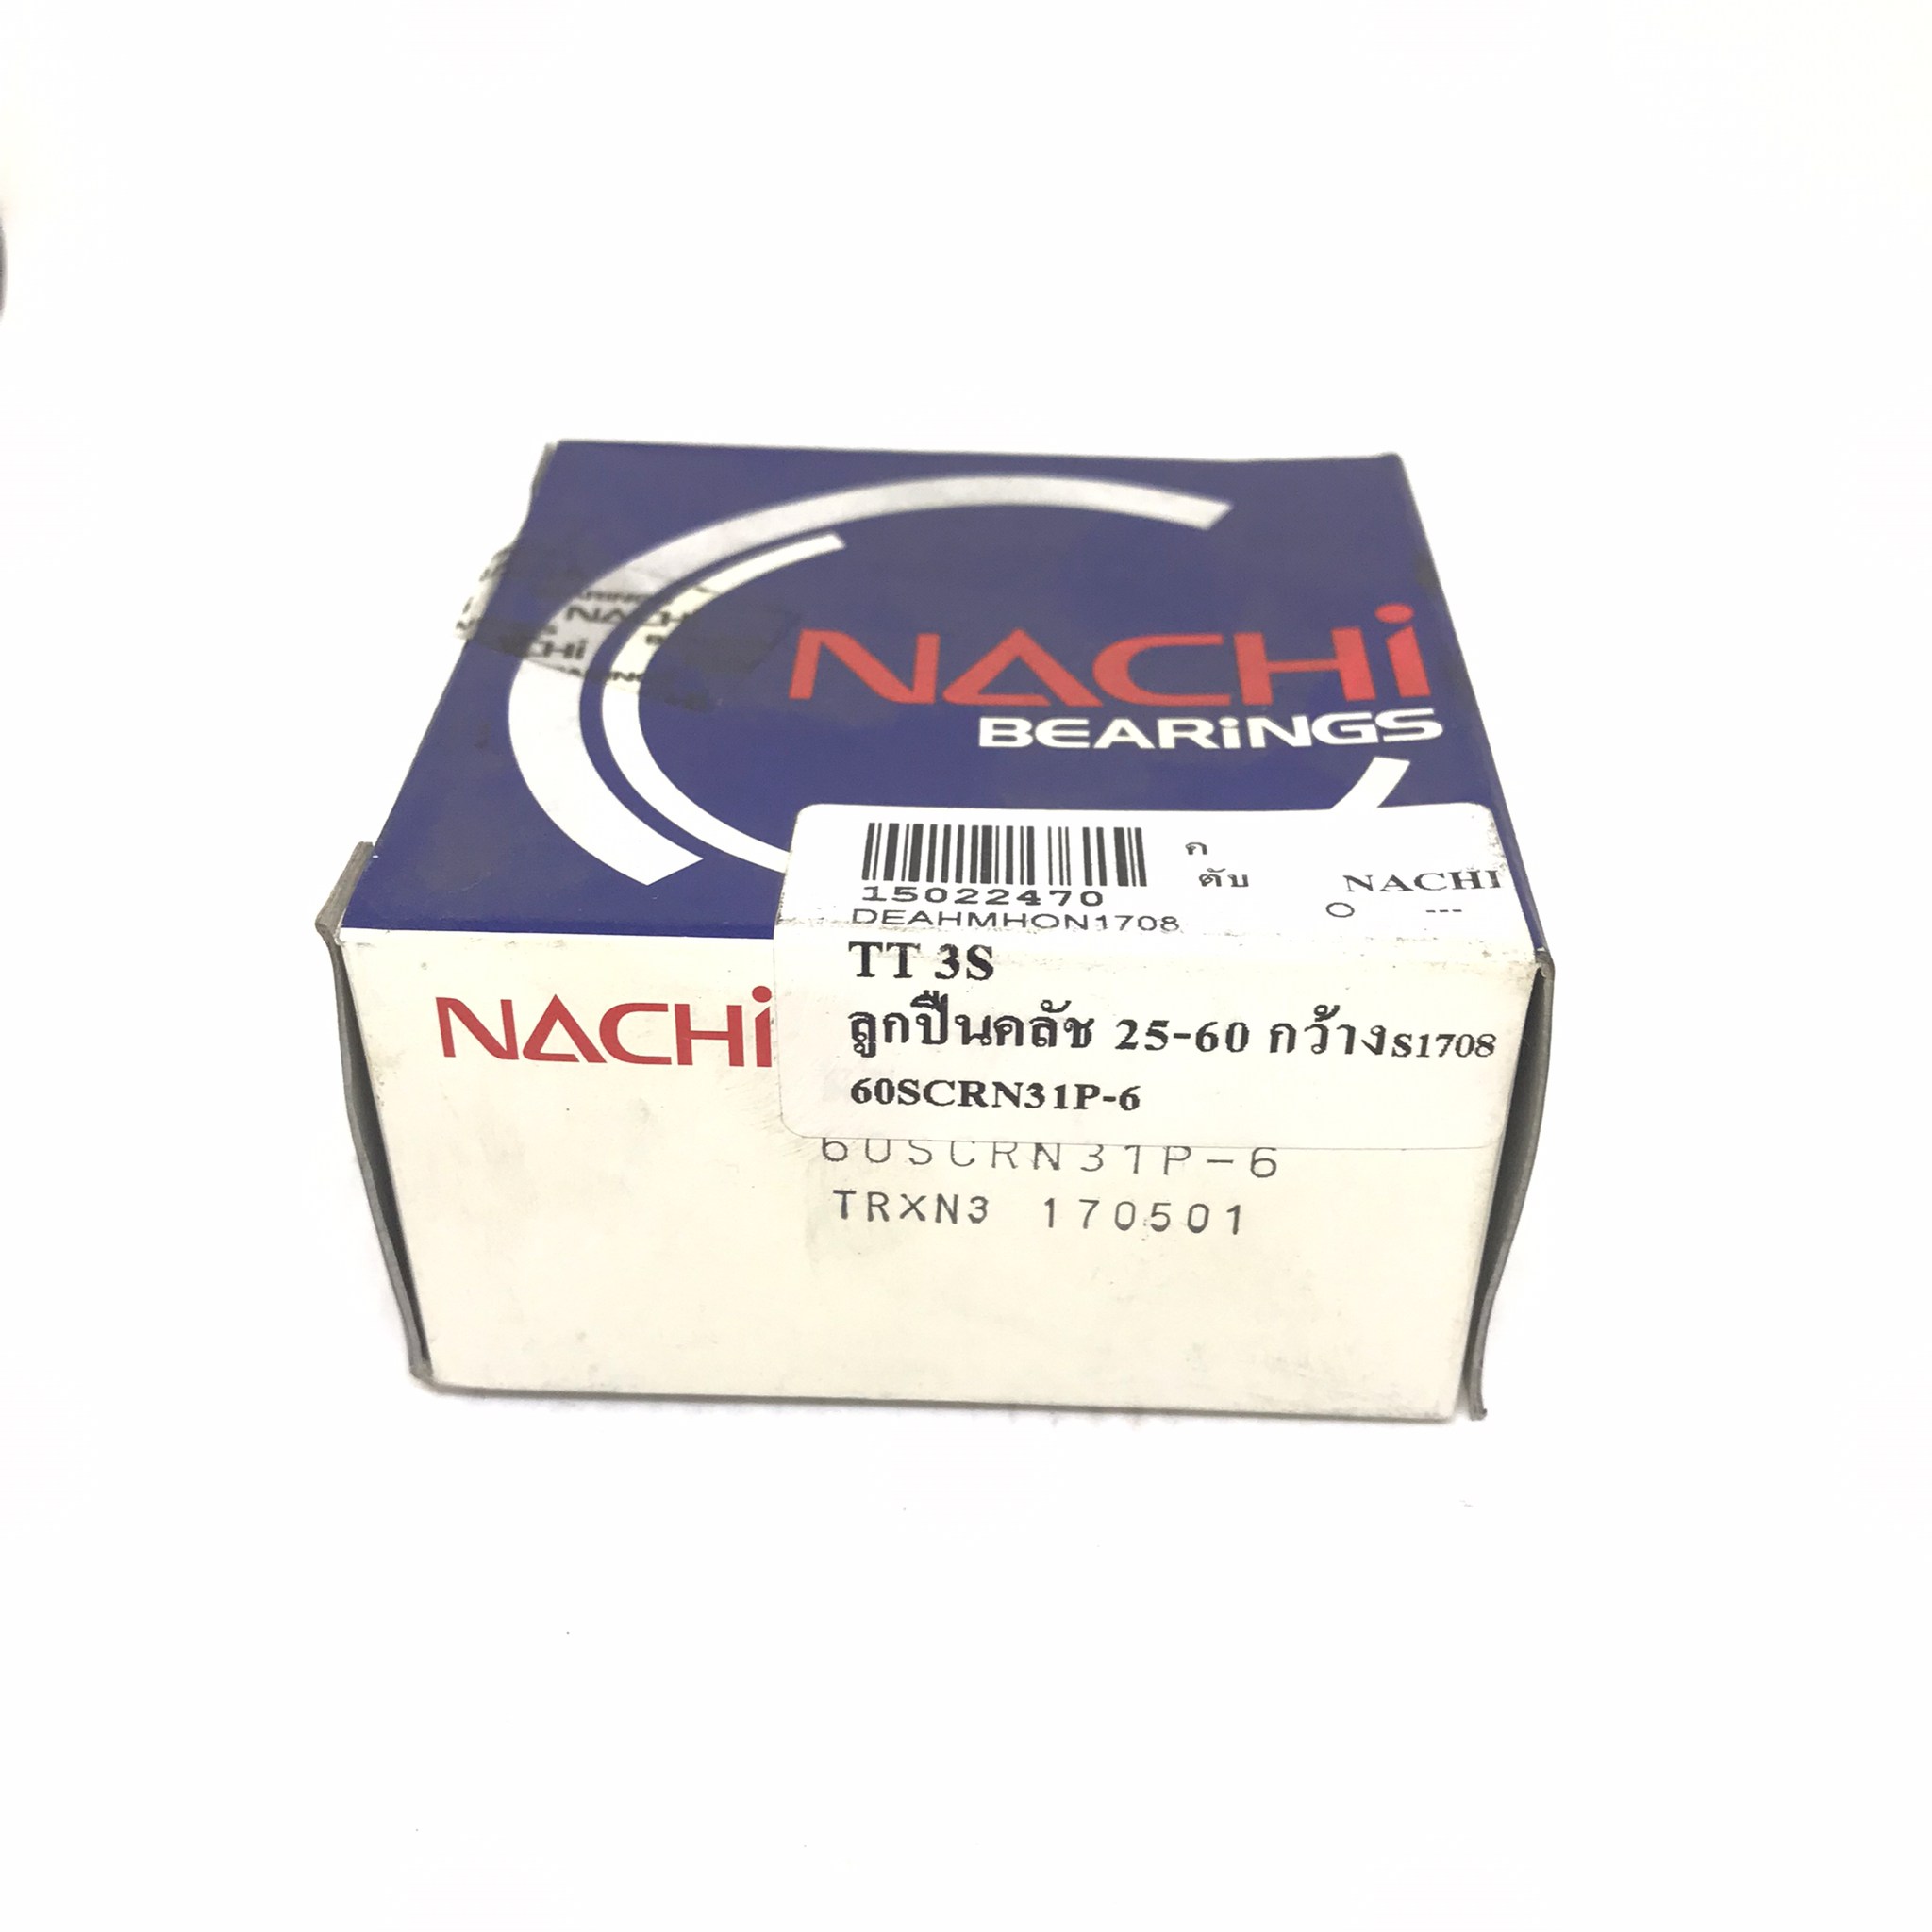 NACHi
BEARiNGS
15022470
DEAHMHON1708
ค
ตับ
NACHI
O ---
TT 3S
ลูกปืนคลัช 25-60 กว้างS1708
60SCRN31P-6
NACHi
60SCRN31P-6
TRXN3 170501